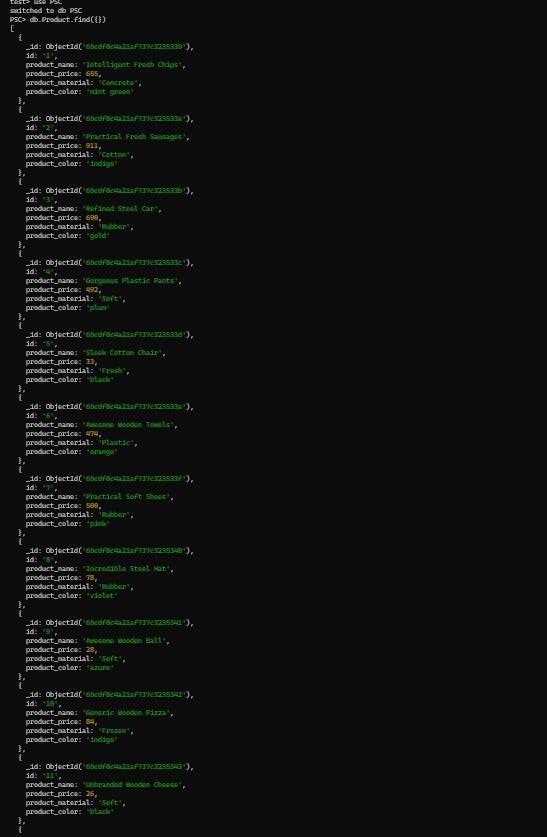 test> use PSC
switched to db PSC
PSC> db.Product.find({})
[
{
_id: ObjectId('65cdf0c4a21af737c3235339'),
id: '1',
product_name: 'Intelligent Fresh Chips',
product_price: 655,
product_material: 'Concrete',
product_color: 'mint green'
},
{
_id: ObjectId('65cdf0c4a21af737c323533a'),
id: '2',
product_name: 'Practical Fresh Sausages',
product_price: 911,
product_material: 'Cotton',
product_color: 'indigo'
},
{
_id: ObjectId('65cdf0c4a21af737c323533b'),
id: '3',
product_name: 'Refined Steel Car',
product_price: 690,
product_material: 'Rubber',
product_color: 'gold'
},
{
_id: ObjectId('65cdf0c4a21af737c323533c'),
id: '4',
product_name: 'Gorgeous Plastic Pants',
product_price: 492,
product_material: 'Soft',
product_color: 'plum'
},
{
_id: ObjectId('65cdf0c4a21af737c323533d'),
id: '5',
product_name: 'Sleek Cotton Chair',
product_price: 33,
product_material: 'Fresh',
product_color: 'black'
},
{
_id: ObjectId('65cdf0c4a21af737c323533e'),
id: '6',
product_name: 'Awesome Wooden Towels',
product_price: 474,
product_material: 'Plastic',
product_color: 'orange'
},
{
_id: ObjectId('65cdf0c4a21af737c323533f'),
id: '7',
product_name: 'Practical Soft Shoes',
product_price: 500,
product_material: 'Rubber',
product_color: 'pink'
},
{
_id: ObjectId('65cdf0c4a21af737c3235340'),
id: '8',
product_name: 'Incredible Steel Hat',
product_price: 78,
product_material: 'Rubber',
product_color: 'violet'
},
{
_id: ObjectId('65cdf0c4a21af737c3235341'),
id: '9',
product_name: 'Awesome Wooden Ball',
product_price: 28,
product_material: 'Soft',
product_color: 'azure'
},
{
_id: ObjectId('65cdf0c4a21af737c3235342'),
id: '10',
product_name: 'Generic Wooden Pizza',
product_price: 84,
product_material: 'Frozen',
product_color: 'indigo'
},
{
_id: ObjectId('65cdf0c4a21af737c3235343'),
id: '11',
product_name: 'Unbranded Wooden Cheese',
product_price: 26,
product_material: 'Soft',
product_color: 'black'
},
{